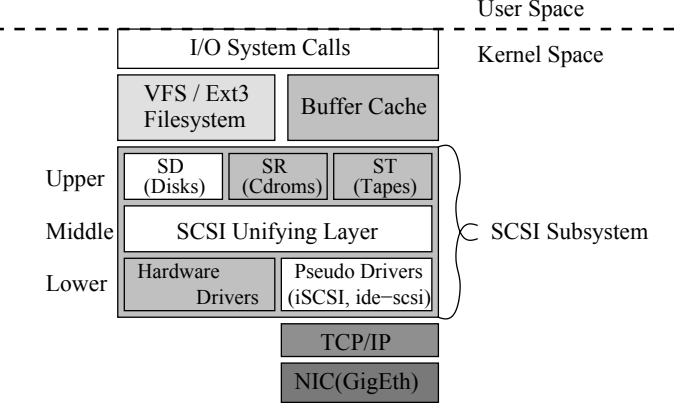 User Space
I/O System Calls
Kernel Space
VFS / Ext3
Filesystem
Buffer Cache
Upper
SD
(Disks)
SR
(Cdroms)
ST
(Tapes)
Middle
SCSI Unifying Layer
SCSI Subsystem
Lower
Hardware
Drivers
Pseudo Drivers
(iSCSI, ide−scsi)
TCP/IP
NIC(GigEth)